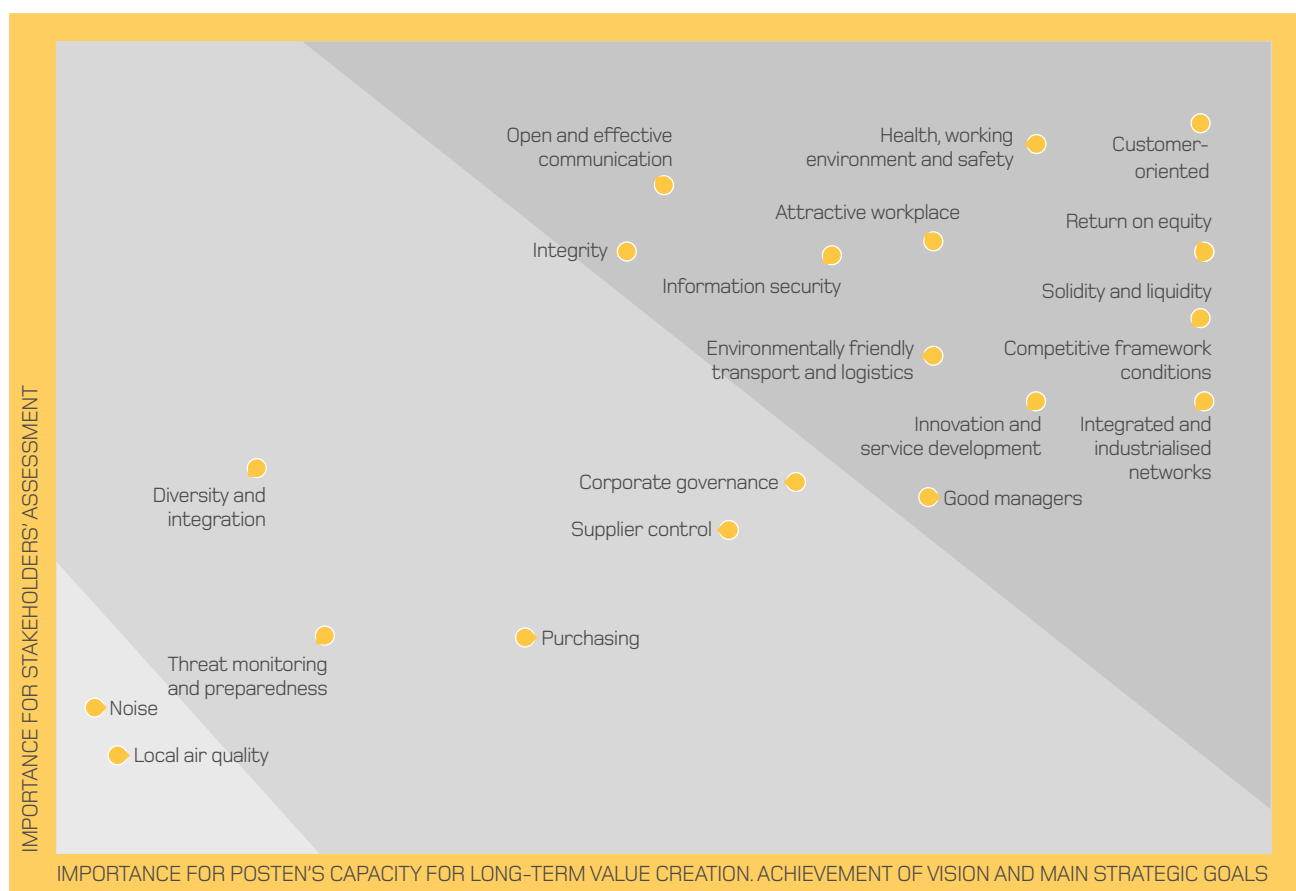 Open and effective
communication
Health, working
environment and safety
Customer-
oriented
Attractive workplace
Return on equity
Integrity
Information security
Solidity and liquidity
Environmentally friendly
transport and logistics
Competitive framework
conditions
Innovation and
service development
Integrated and
industrialised
networks
Diversity and
integration
Corporate governance
Good managers
Supplier control
Purchasing
Threat monitoring
and preparedness
Noise
Local air quality
IMPORTANCE FOR STAKEHOLDERS' ASSESSMENT
IMPORTANCE FOR POSTEN'S CAPACITY FOR LONG-TERM VALUE CREATION. ACHIEVEMENT OF VISION AND MAIN STRATEGIC GOALS